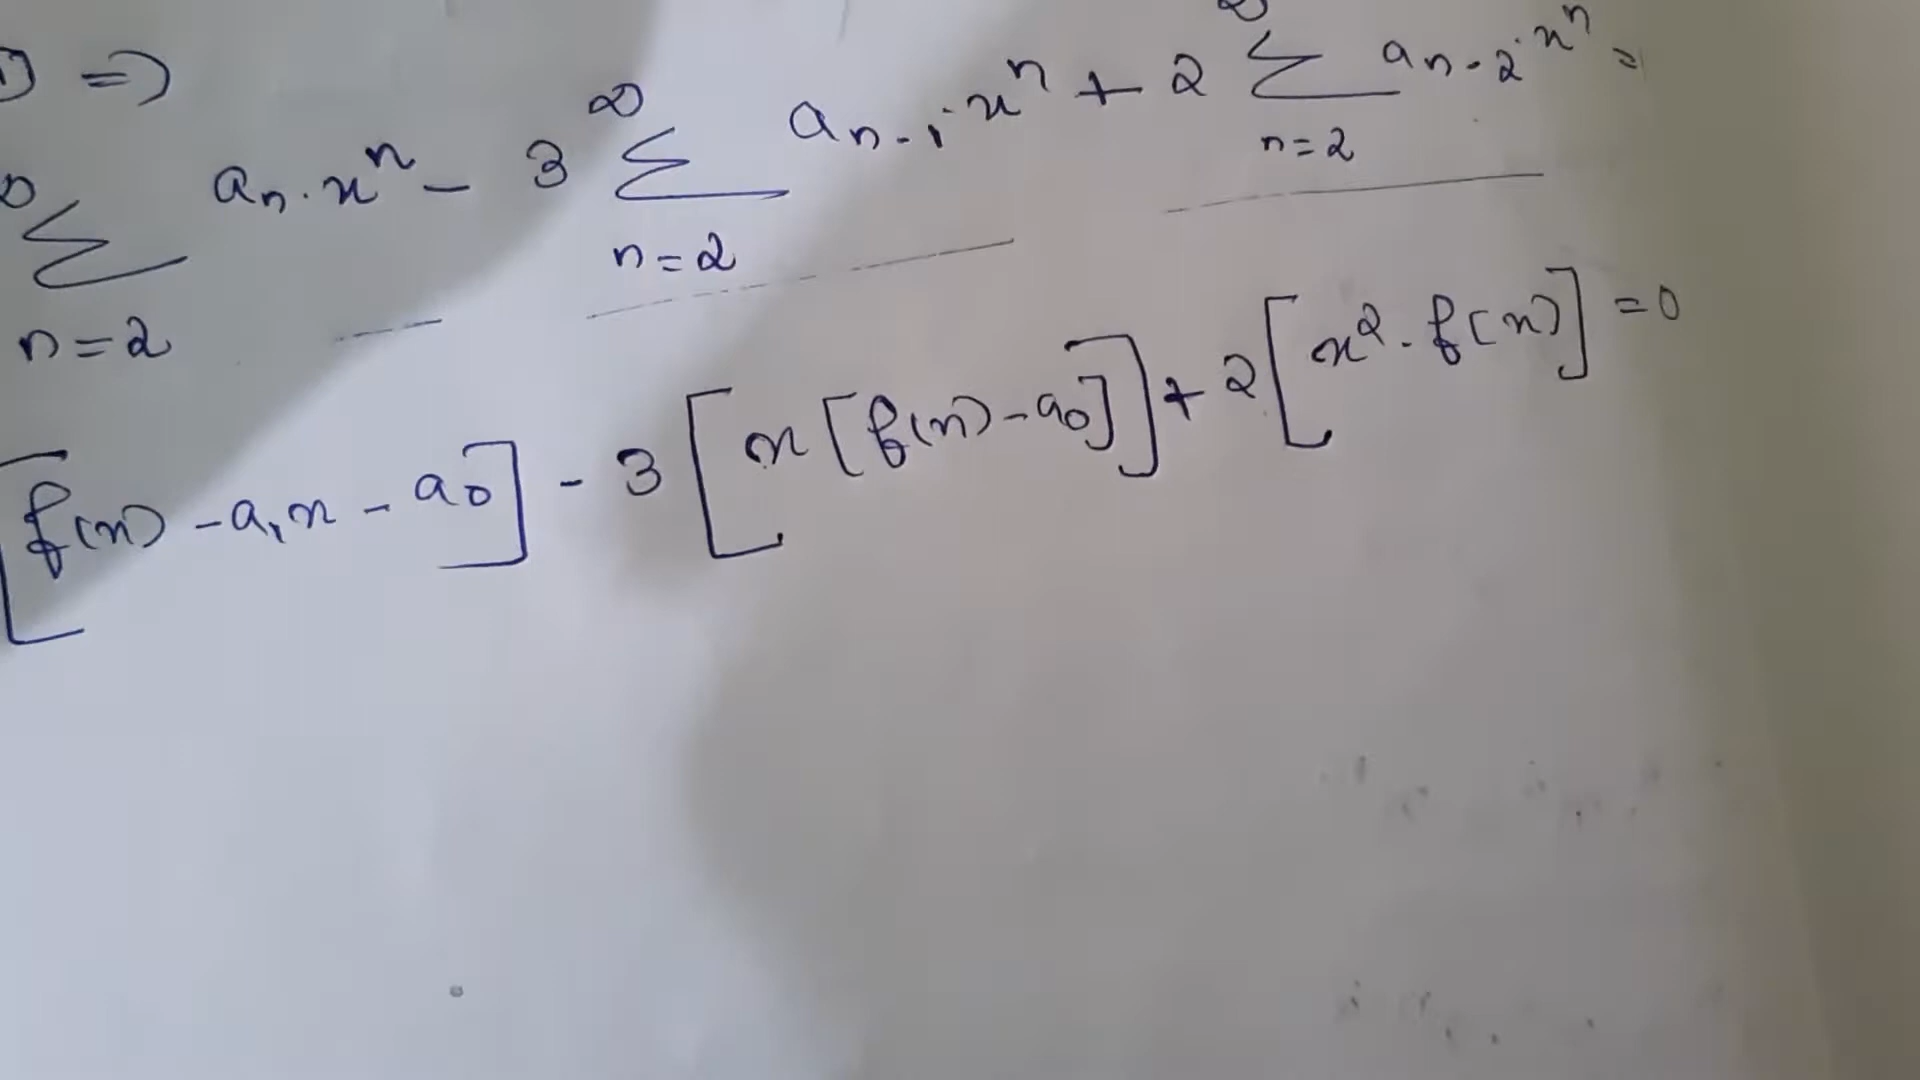 1) =>
∞ ∑ n=2 aₙ.xⁿ - 3 ∞ ∑ n=2 aₙ₋₁.xⁿ + 2 ∞ ∑ n=2 aₙ₋₂.xⁿ =
[f(x) - a₁x - a₀] - 3 [x [f(x) - a₀]] + 2 [x². f(x)] = 0